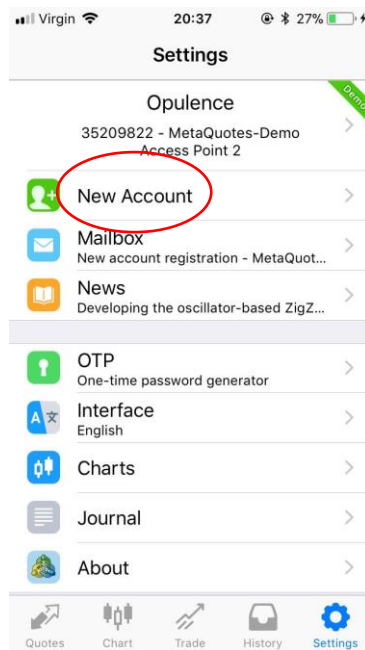 Virgin 20:37 27%
Settings
Opulence
Demo
35209822 - MetaQuotes-Demo
Access Point 2
New Account
Mailbox
New account registration - MetaQuot...
News
Developing the oscillator-based ZigZ...
OTP
One-time password generator
A 文
Interface
English
Charts
Journal
About
Quotes Chart Trade History Settings